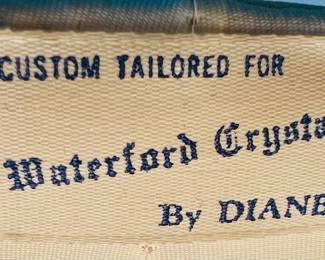 CUSTOM TAILORED FOR
Waterford Crysta
By DIANE